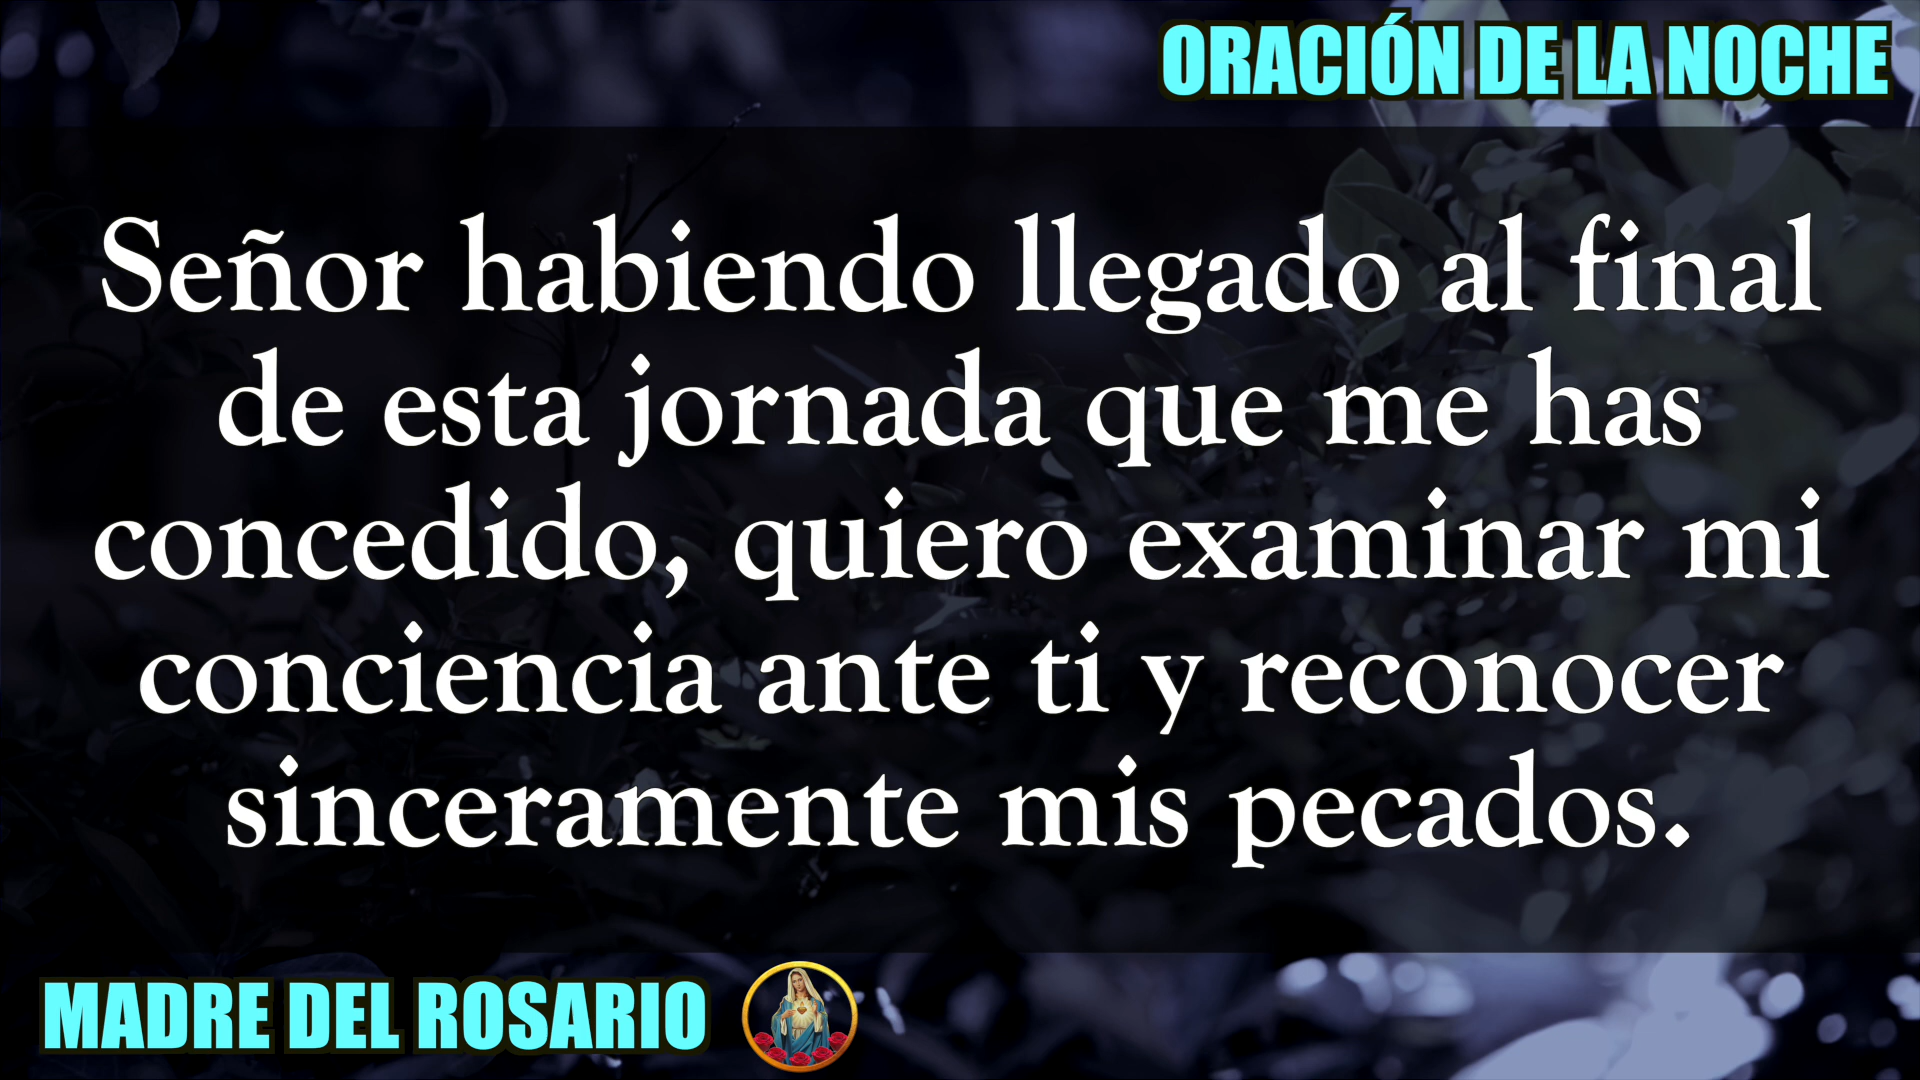 ORACIÓN DE LA NOCHE
Señor habiendo llegado al final
de esta jornada que me has
concedido, quiero examinar mi
conciencia ante ti y reconocer
sinceramente mis pecados.
MADRE DEL ROSARIO